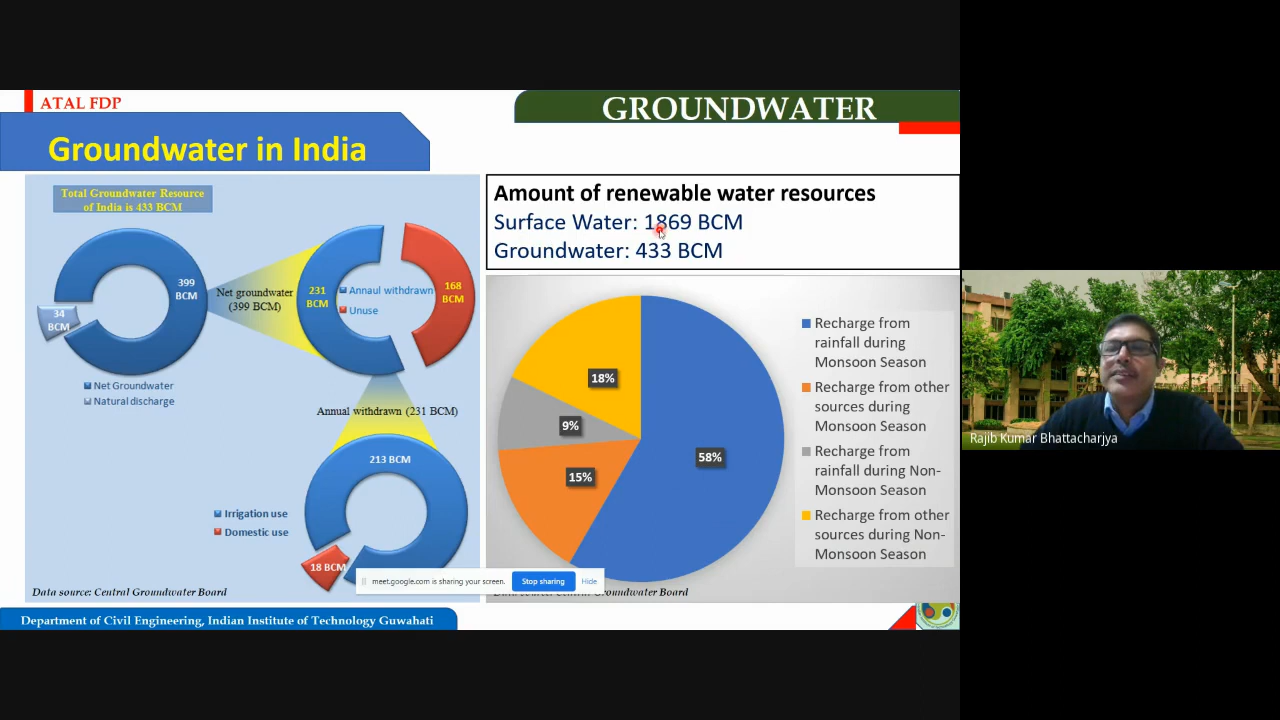 ATAL FDP
GROUNDWATER
Groundwater in India
Total Groundwater Resource
of India is 433 BCM
399
BCM
34
BCM
Net Groundwater
Natural discharge
Net groundwater
(399 BCM)
231
BCM
Annaul withdrawn
Unuse
168
BCM
Annual withdrawn (231 BCM)
213 BCM
Irrigation use
Domestic use
18 BCM
Data source: Central Groundwater Board
Amount of renewable water resources
Surface Water: 1869 BCM
Groundwater: 433 BCM
18%
9%
15%
58%
Recharge from
rainfall during
Monsoon Season
Recharge from other
sources during
Monsoon Season
Recharge from
rainfall during Non-
Monsoon Season
Recharge from other
sources during Non-
Monsoon Season
meet.google.com is sharing your screen.
Stop sharing
Hide
Data source: Central Groundwater Board
Department of Civil Engineering, Indian Institute of Technology Guwahati
Rajib Kumar Bhattacharjya